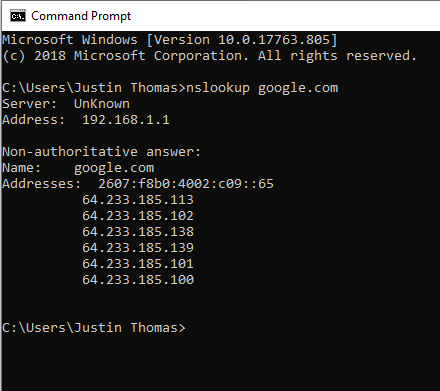 Command Prompt
Microsoft Windows [Version 10.0.17763.805]
(c) 2018 Microsoft Corporation. All rights reserved.
C:\Users\Justin Thomas>nslookup google.com
Server:  UnKnown
Address:  192.168.1.1
Non-authoritative answer:
Name:    google.com
Addresses:  2607:f8b0:4002:c09::65
64.233.185.113
64.233.185.102
64.233.185.138
64.233.185.139
64.233.185.101
64.233.185.100
C:\Users\Justin Thomas>